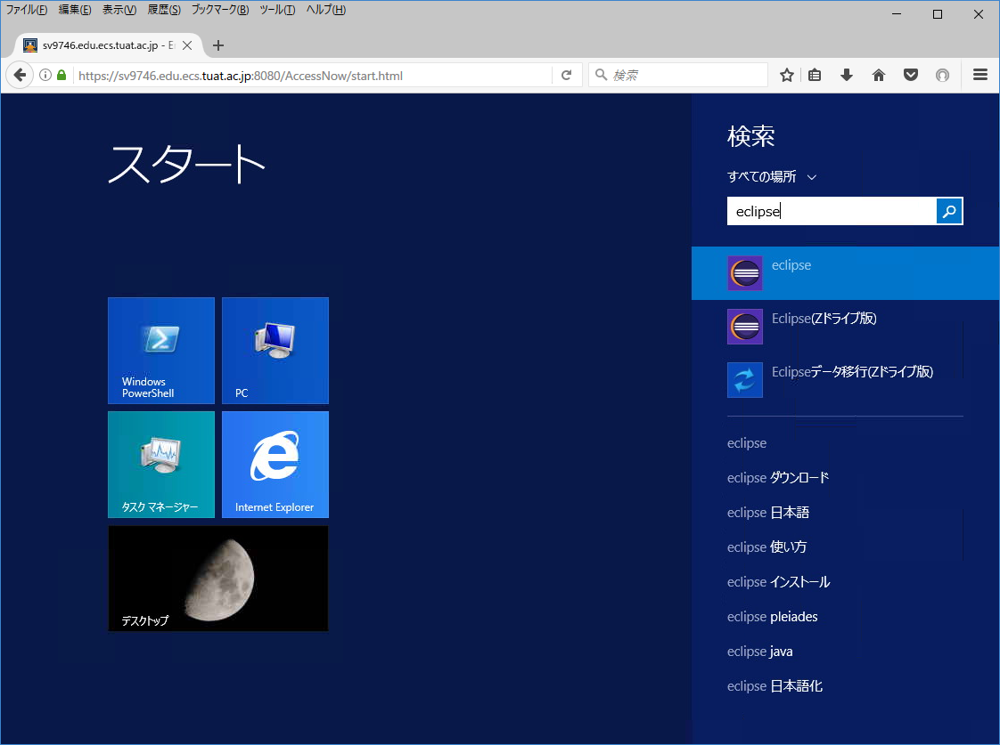 ファイル(F) 編集(E) 表示(V) 履歴(S) ブックマーク(B) ツール(T) ヘルプ(H)
sv9746.edu.ecs.tuat.ac.jp - E
https://sv9746.edu.ecs.tuat.ac.jp:8080/AccessNow/start.html
検索
スタート
Windows
PowerShell
PC
タスク マネージャー
Internet Explorer
デスクトップ
検索
すべての場所
eclipse
eclipse
Eclipse(Zドライブ版)
Eclipseデータ移行(Zドライブ版)
eclipse
eclipse ダウンロード
eclipse 日本語
eclipse 使い方
eclipse インストール
eclipse pleiades
eclipse java
eclipse 日本語化